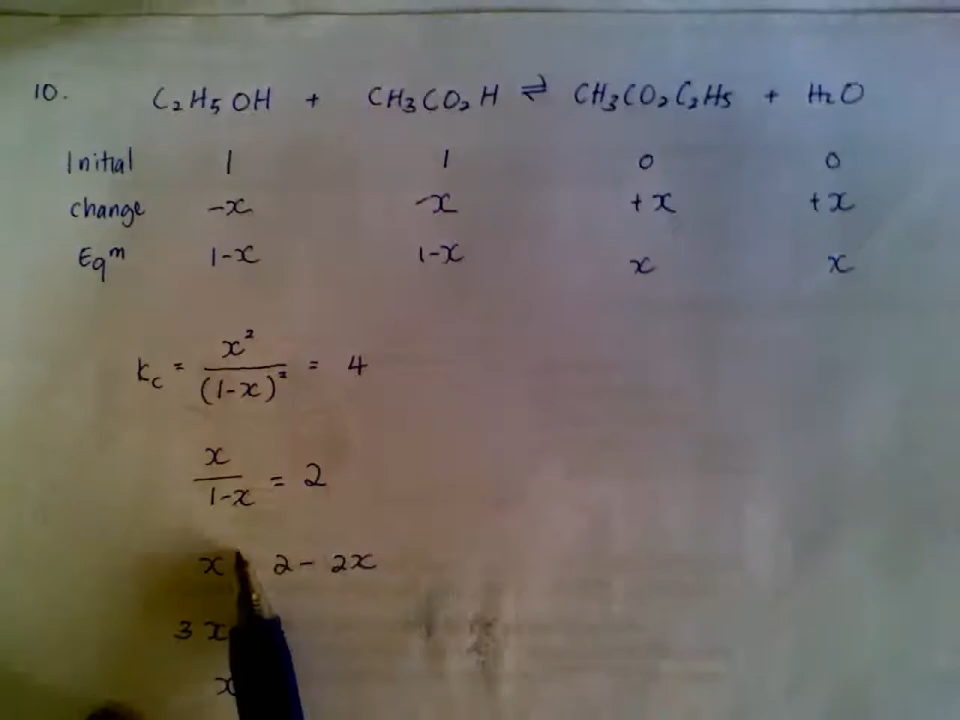 10. C₂H₅OH + CH₃CO₂H ⇌ CH₃CO₂C₂H₅ + H₂O
Initial 1 1 0 0
change -x -x +x +x
Eqᵐ 1-x 1-x x x
Kc = x² / (1-x)² = 4
x / 1-x = 2
x 2 - 2x
3x
x